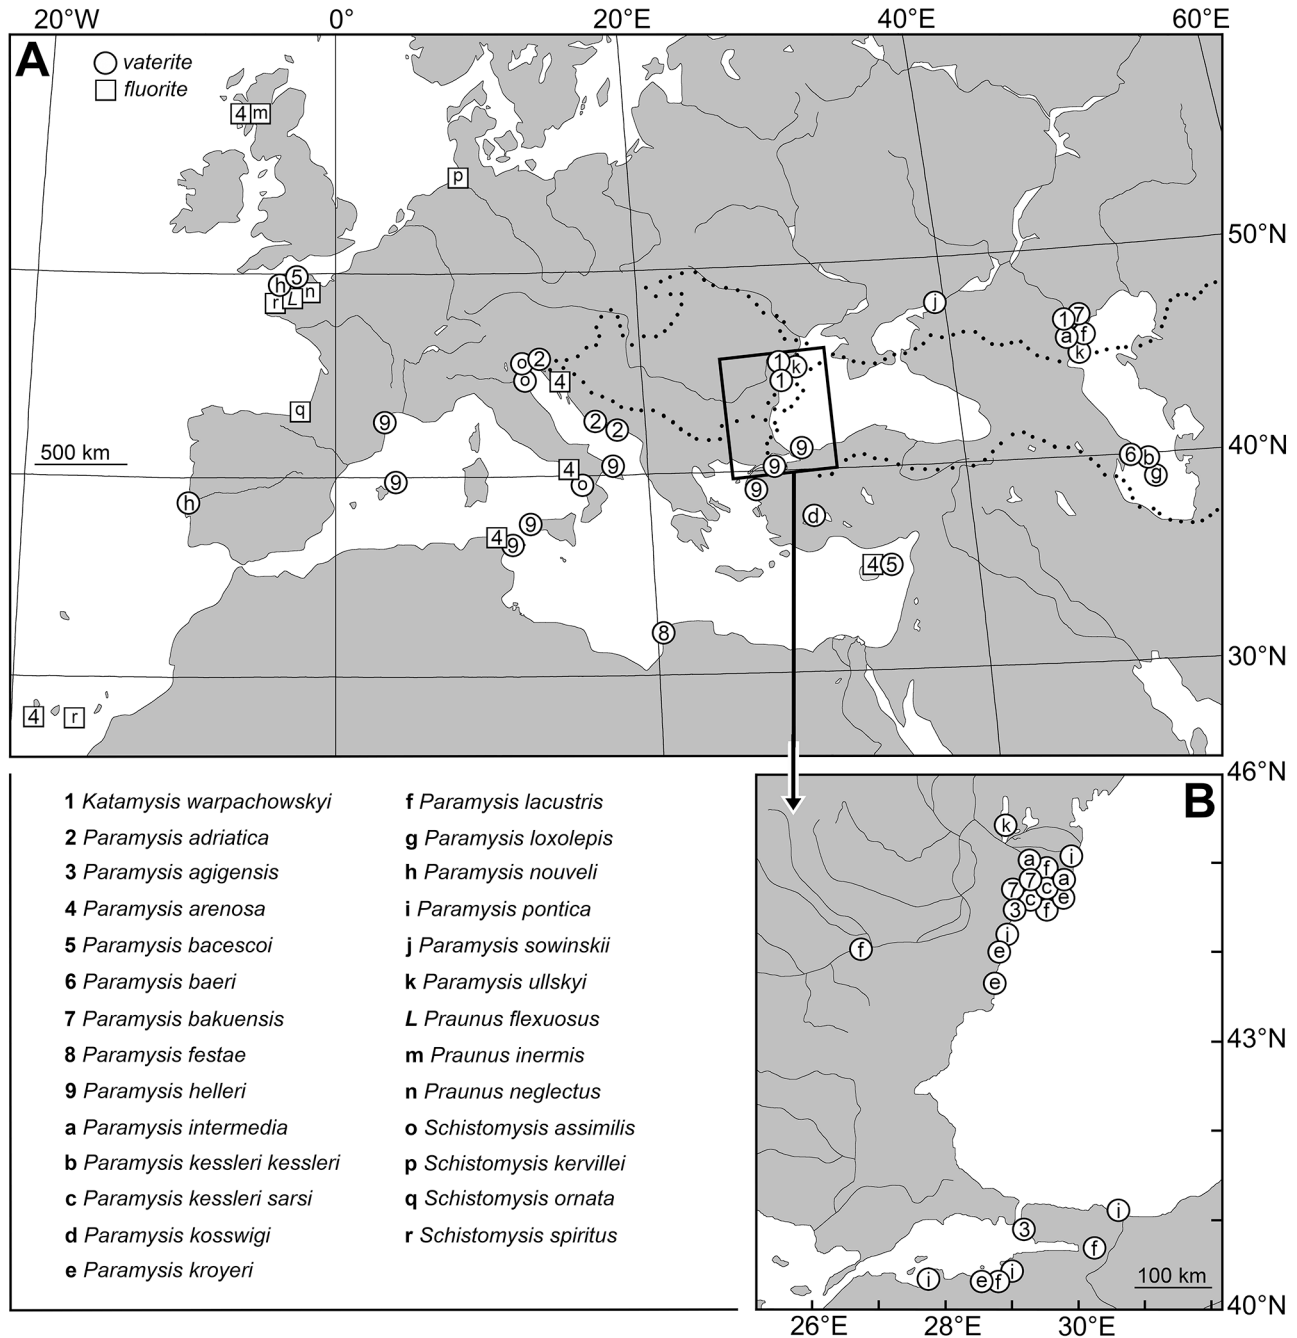 20°W 0° 20°E 40°E 60°E
A
vaterite
fluorite
4 m
p
50°N
5
h n
r L
j
7
1
a f
k
o 2
o 4
1 k
1
q
9
2 2
9
40°N
500 km
4 9
o
9
9
9
6 b
g
h
9
d
9
4 9
4 5
8
30°N
4 r
46°N
B
1 Katamysis warpachowskyi
2 Paramysis adriatica
3 Paramysis agigensis
4 Paramysis arenosa
5 Paramysis bacescoi
6 Paramysis baeri
7 Paramysis bakuensis
8 Paramysis festae
9 Paramysis helleri
a Paramysis intermedia
b Paramysis kessleri kessleri
c Paramysis kessleri sarsi
d Paramysis kosswigi
e Paramysis kroyeri
f Paramysis lacustris
g Paramysis loxolepis
h Paramysis nouveli
i Paramysis pontica
j Paramysis sowinskii
k Paramysis ullskyi
L Praunus flexuosus
m Praunus inermis
n Praunus neglectus
o Schistomysis assimilis
p Schistomysis kervillei
q Schistomysis ornata
r Schistomysis spiritus
k
a f i
7 c a
7 c e
3 f
i
f e
e
43°N
i
3
f
i e f i
100 km
40°N
26°E 28°E 30°E